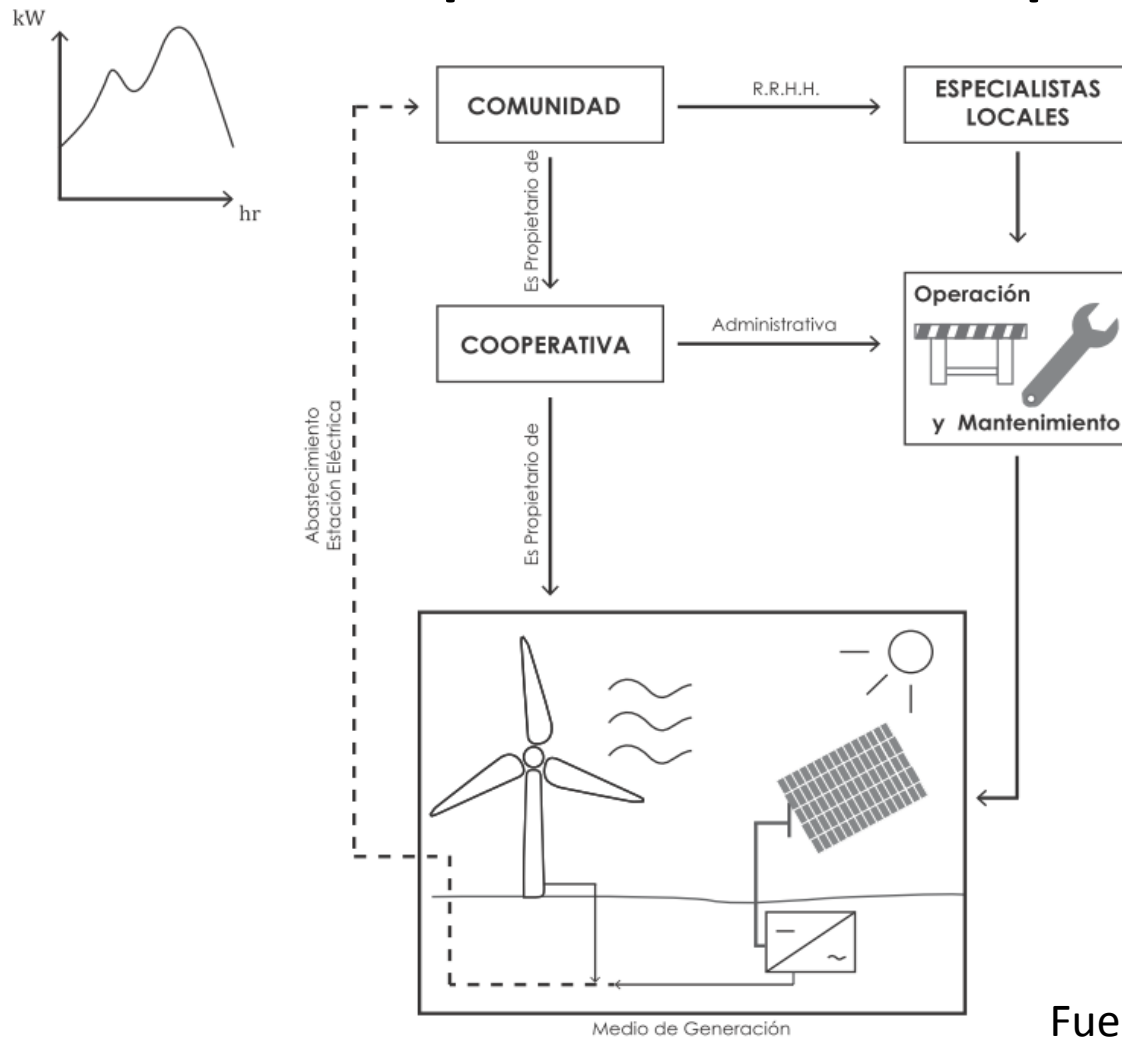 kW
hr
COMUNIDAD
R.R.H.H.
ESPECIALISTAS
LOCALES
Es Propietario de
COOPERATIVA
Administrativa
Operación
y Mantenimiento
Abastecimiento
Estación Eléctrica
Es Propietario de
Medio de Generación
Fue